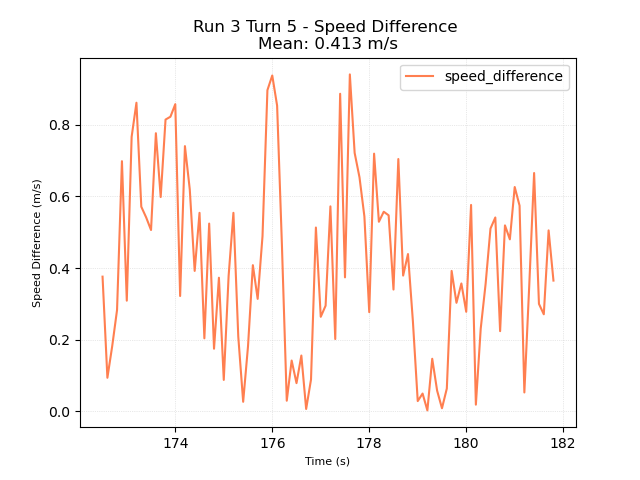 Run 3 Turn 5 - Speed Difference
Mean: 0.413 m/s
speed_difference
Speed Difference (m/s)
0.8
0.6
0.4
0.2
0.0
174
176
178
180
182
Time (s)